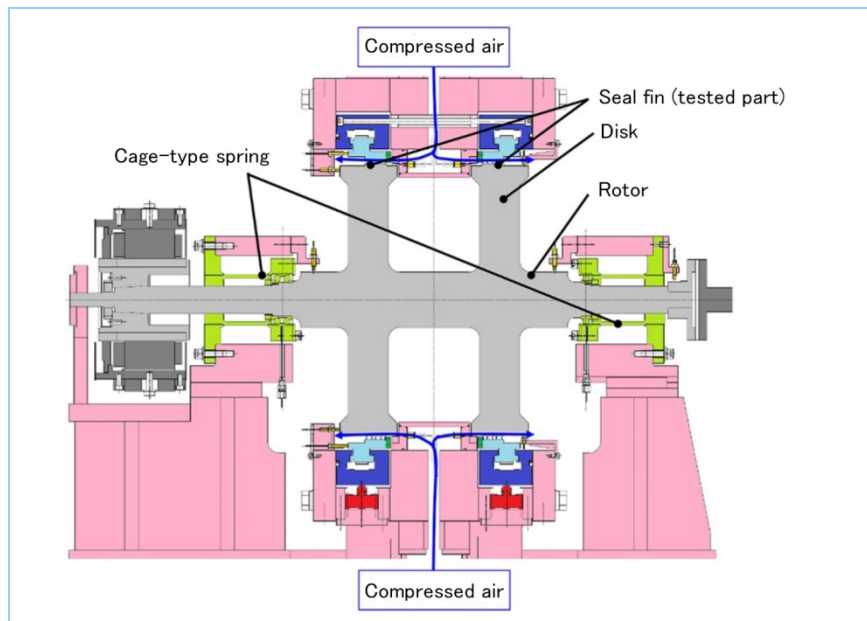 Compressed air
Seal fin (tested part)
Disk
Cage-type spring
Rotor
Compressed air